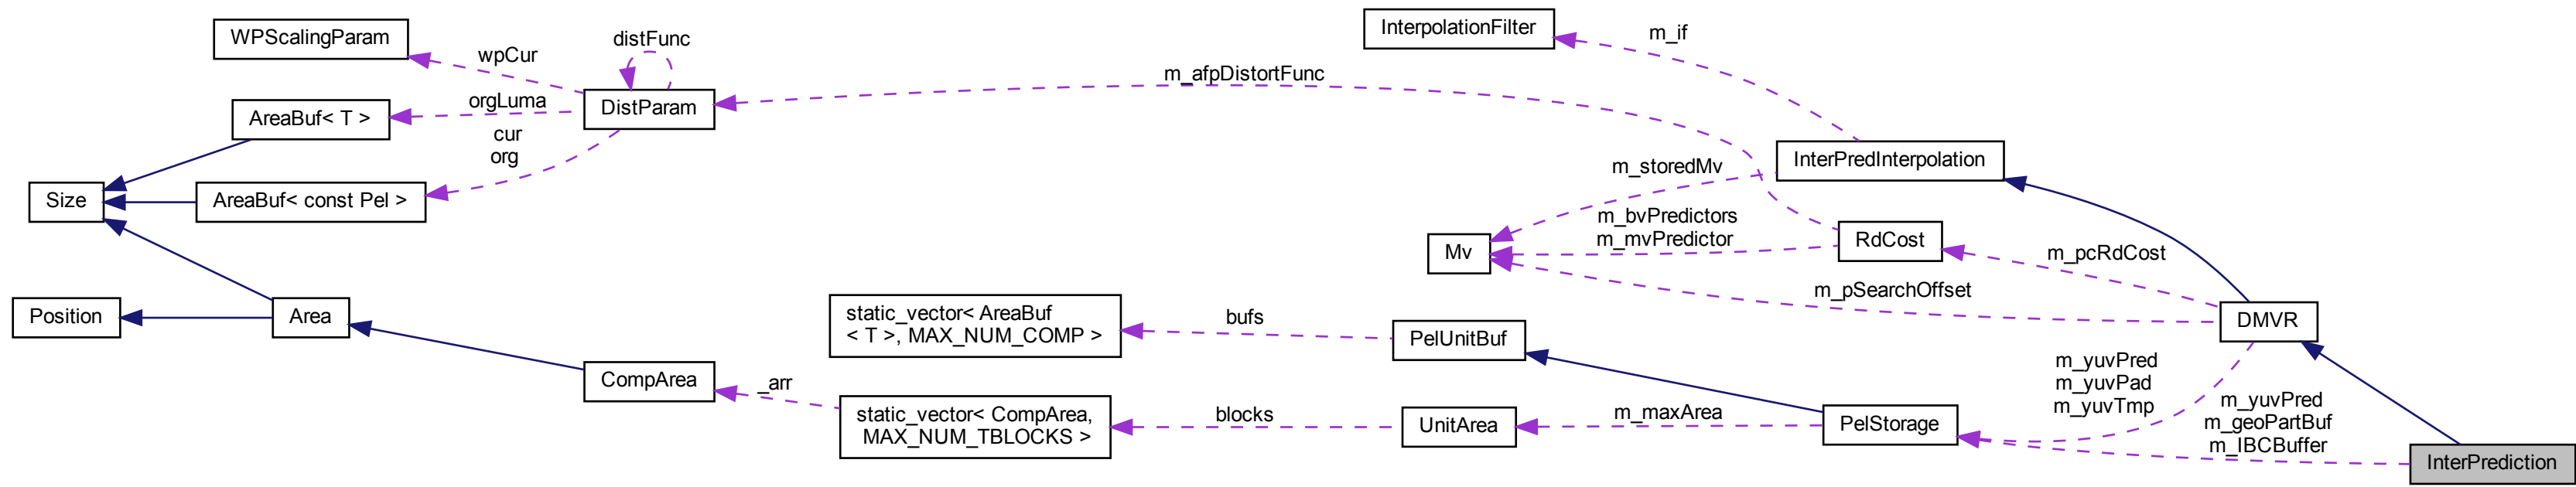 WPScalingParam
wpCur
distFunc
DistParam
orgLuma
AreaBuf< T >
cur
org
AreaBuf< const Pel >
Size
Position
Area
CompArea
_arr
static_vector< AreaBuf
< T >, MAX_NUM_COMP >
static_vector< CompArea,
MAX_NUM_TBLOCKS >
bufs
blocks
PelUnitBuf
UnitArea
m_maxArea
PelStorage
InterpolationFilter
m_if
m_afpDistortFunc
InterPredInterpolation
m_storedMv
m_bvPredictors
m_mvPredictor
Mv
RdCost
m_pcRdCost
m_pSearchOffset
DMVR
m_yuvPred
m_yuvPad
m_yuvTmp
m_yuvPred
m_geoPartBuf
m_IBCBuffer
InterPrediction